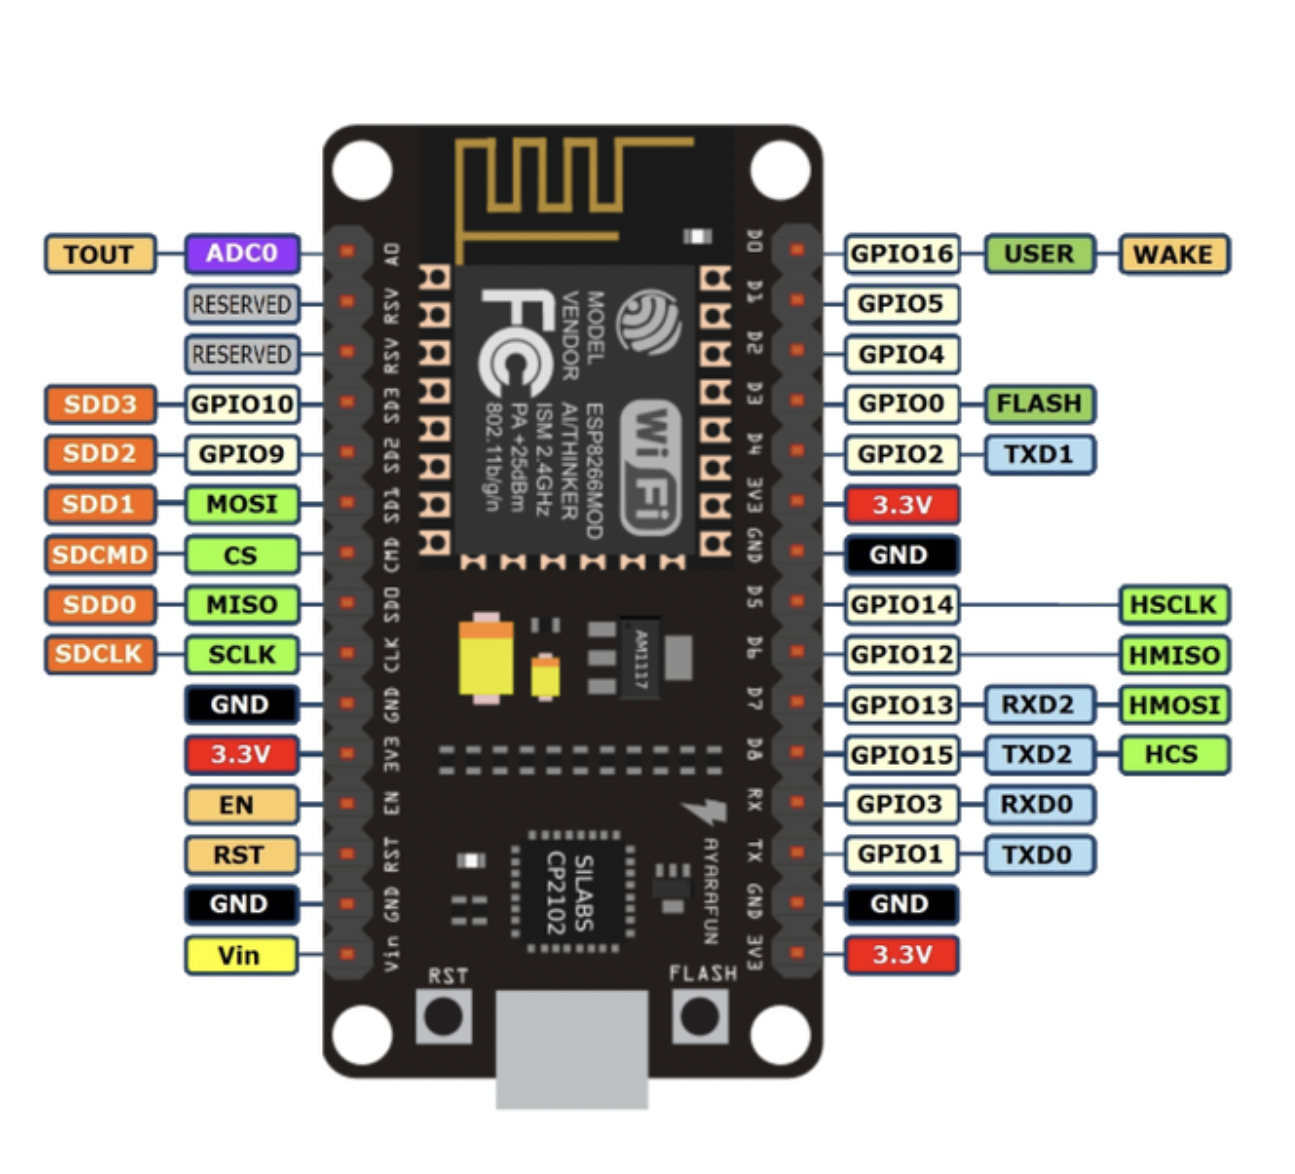 TOUT ADC0 A0
RESERVED RSV
RESERVED RSV
SDD3 GPIO10 SD3
SDD2 GPIO9 SD2
SDD1 MOSI SD1
SDCMD CS CMD
SDD0 MISO SD0
SDCLK SCLK CLK
GND GND
3.3V 3V3
EN EN
RST RST
GND GND
Vin Vin
FC
MODEL
VENDOR
ESP8266MOD
AI/THINKER
ISM 2.4GHz
PA +25dBm
802.11b/g/n
Wi Fi
AM1117
SILABS
CP2102
AYARAFUN
RST
FLASH
D0 GPIO16 USER WAKE
D1 GPIO5
D2 GPIO4
D3 GPIO0 FLASH
D4 GPIO2 TXD1
3V3 3.3V
GND GND
D5 GPIO14 HSCLK
D6 GPIO12 HMISO
D7 GPIO13 RXD2 HMOSI
D8 GPIO15 TXD2 HCS
RX GPIO3 RXD0
TX GPIO1 TXD0
GND GND
3V3 3.3V